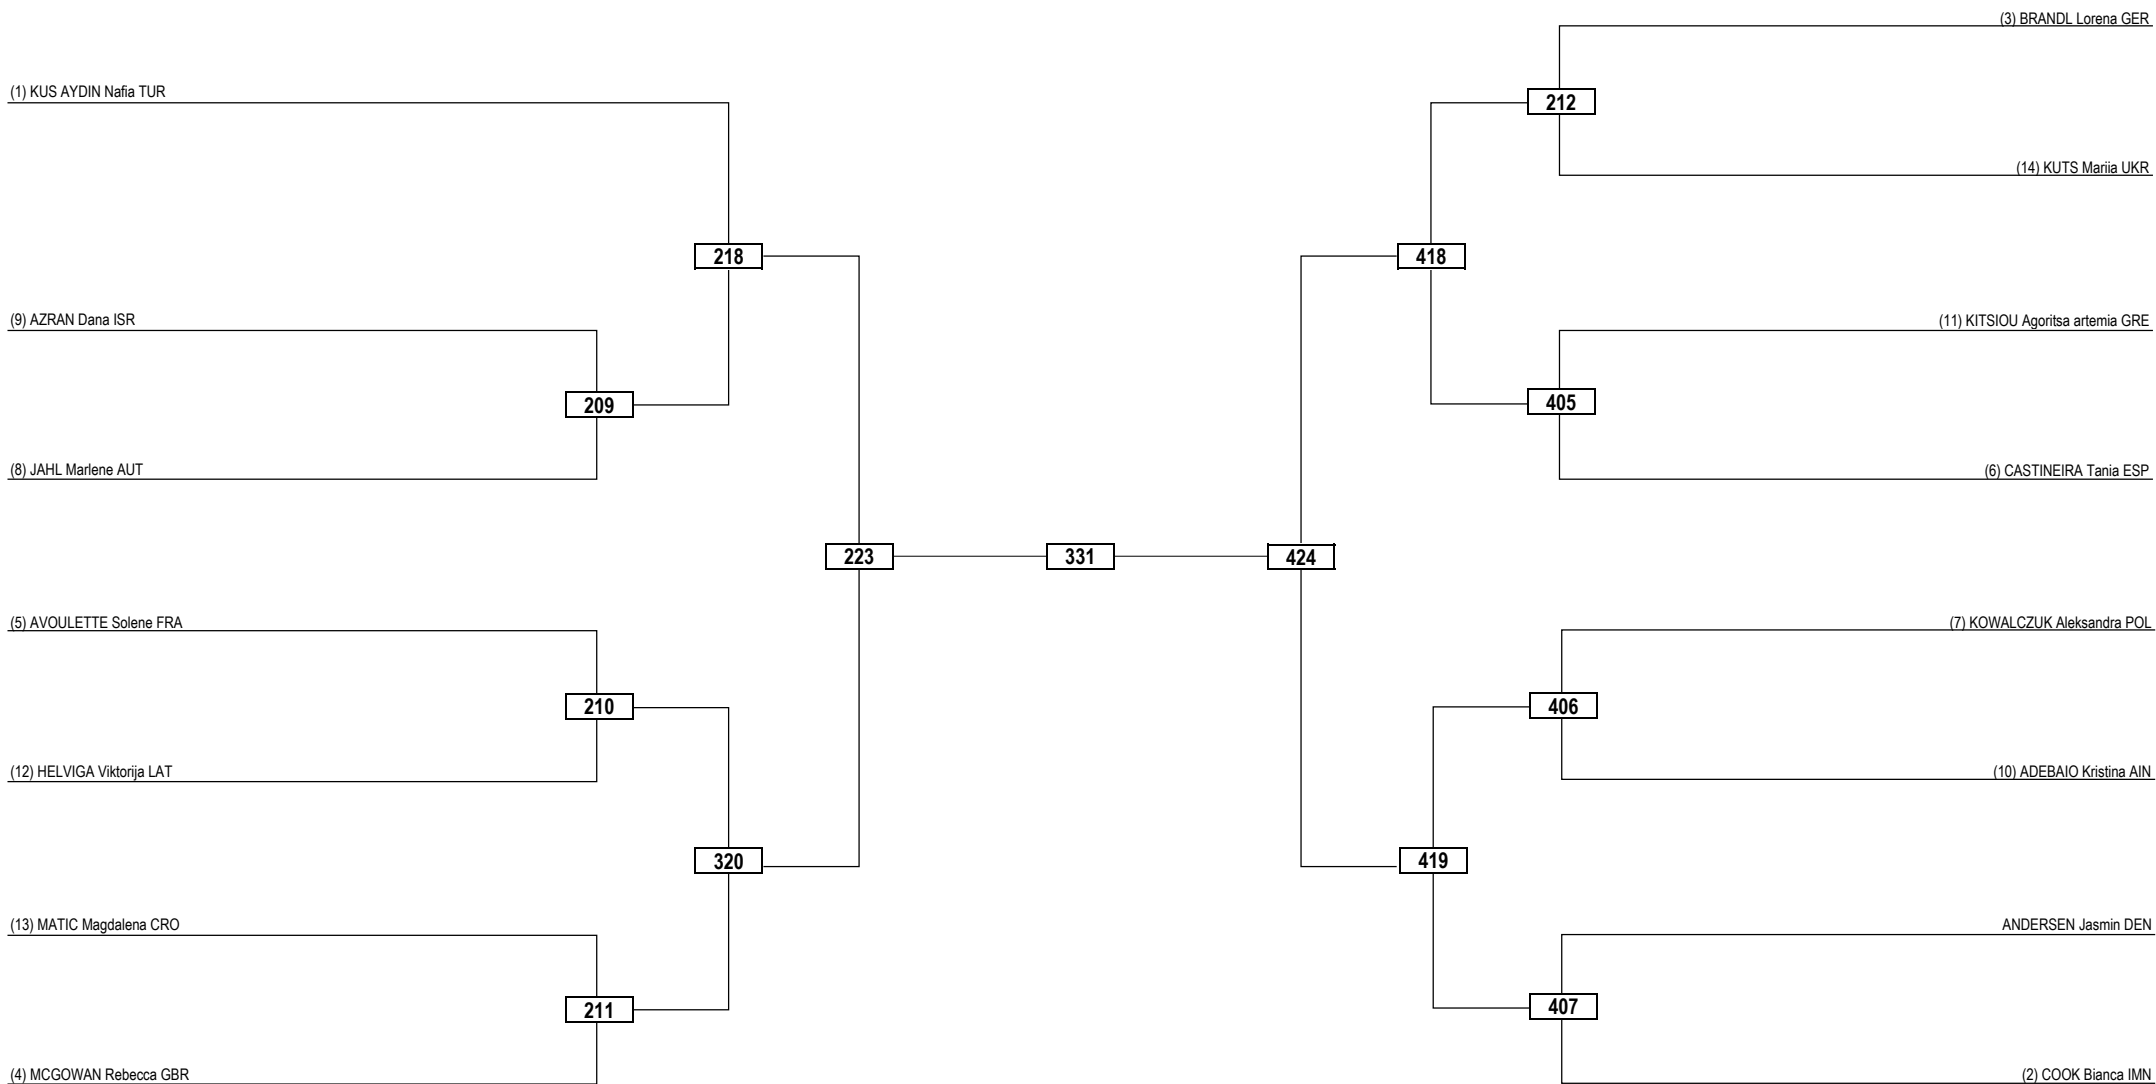 (3) BRANDL Lorena GER
(1) KUS AYDIN Nafia TUR
212
(14) KUTS Mariia UKR
218
418
(9) AZRAN Dana ISR
(11) KITSIOU Agoritsa artemia GRE
209
405
(8) JAHL Marlene AUT
(6) CASTINEIRA Tania ESP
223
331
424
(5) AVOULETTE Solene FRA
(7) KOWALCZUK Aleksandra POL
210
406
(12) HELVIGA Viktorija LAT
(10) ADEBAIO Kristina AIN
320
419
(13) MATIC Magdalena CRO
ANDERSEN Jasmin DEN
211
407
(4) MCGOWAN Rebecca GBR
(2) COOK Bianca IMN